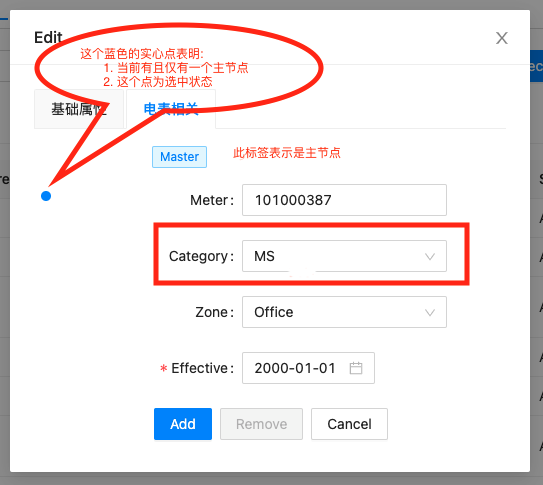 Edit
这个蓝色的实心点表明:
1. 当前有且仅有一个主节点
2. 这个点为选中状态
基础属性
电表相关
Master
此标签表示是主节点
Meter:
101000387
Category:
MS
Zone:
Office
* Effective:
2000-01-01
Add
Remove
Cancel